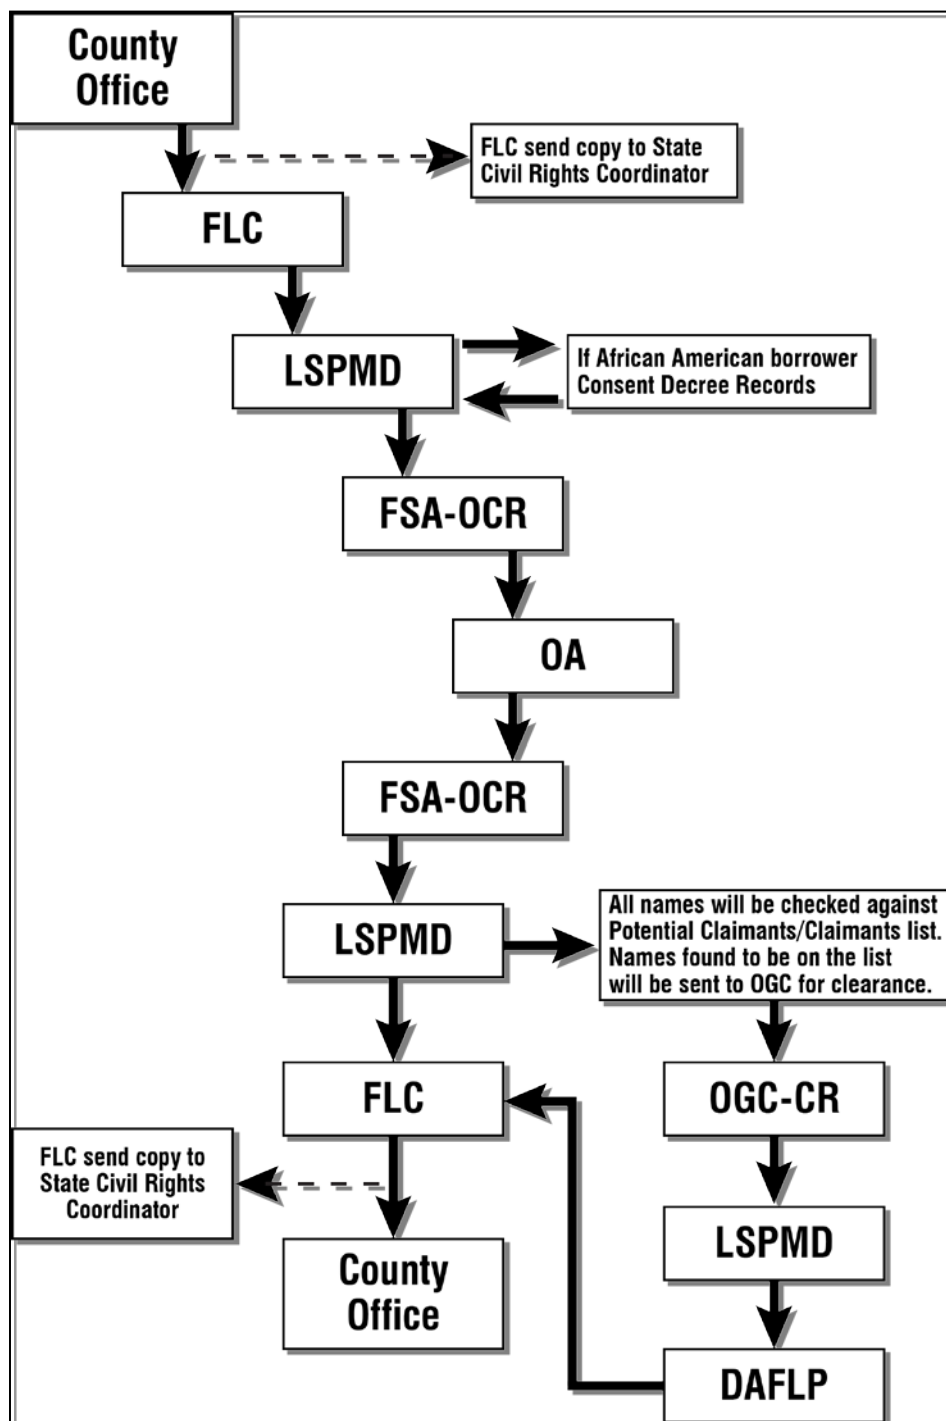 County
Office
FLC send copy to State
Civil Rights Coordinator
FLC
LSPMD
If African American borrower
Consent Decree Records
FSA-OCR
OA
FSA-OCR
LSPMD
All names will be checked against
Potential Claimants/Claimants list.
Names found to be on the list
will be sent to OGC for clearance.
FLC
OGC-CR
FLC send copy to
State Civil Rights
Coordinator
LSPMD
County
Office
DAFLP